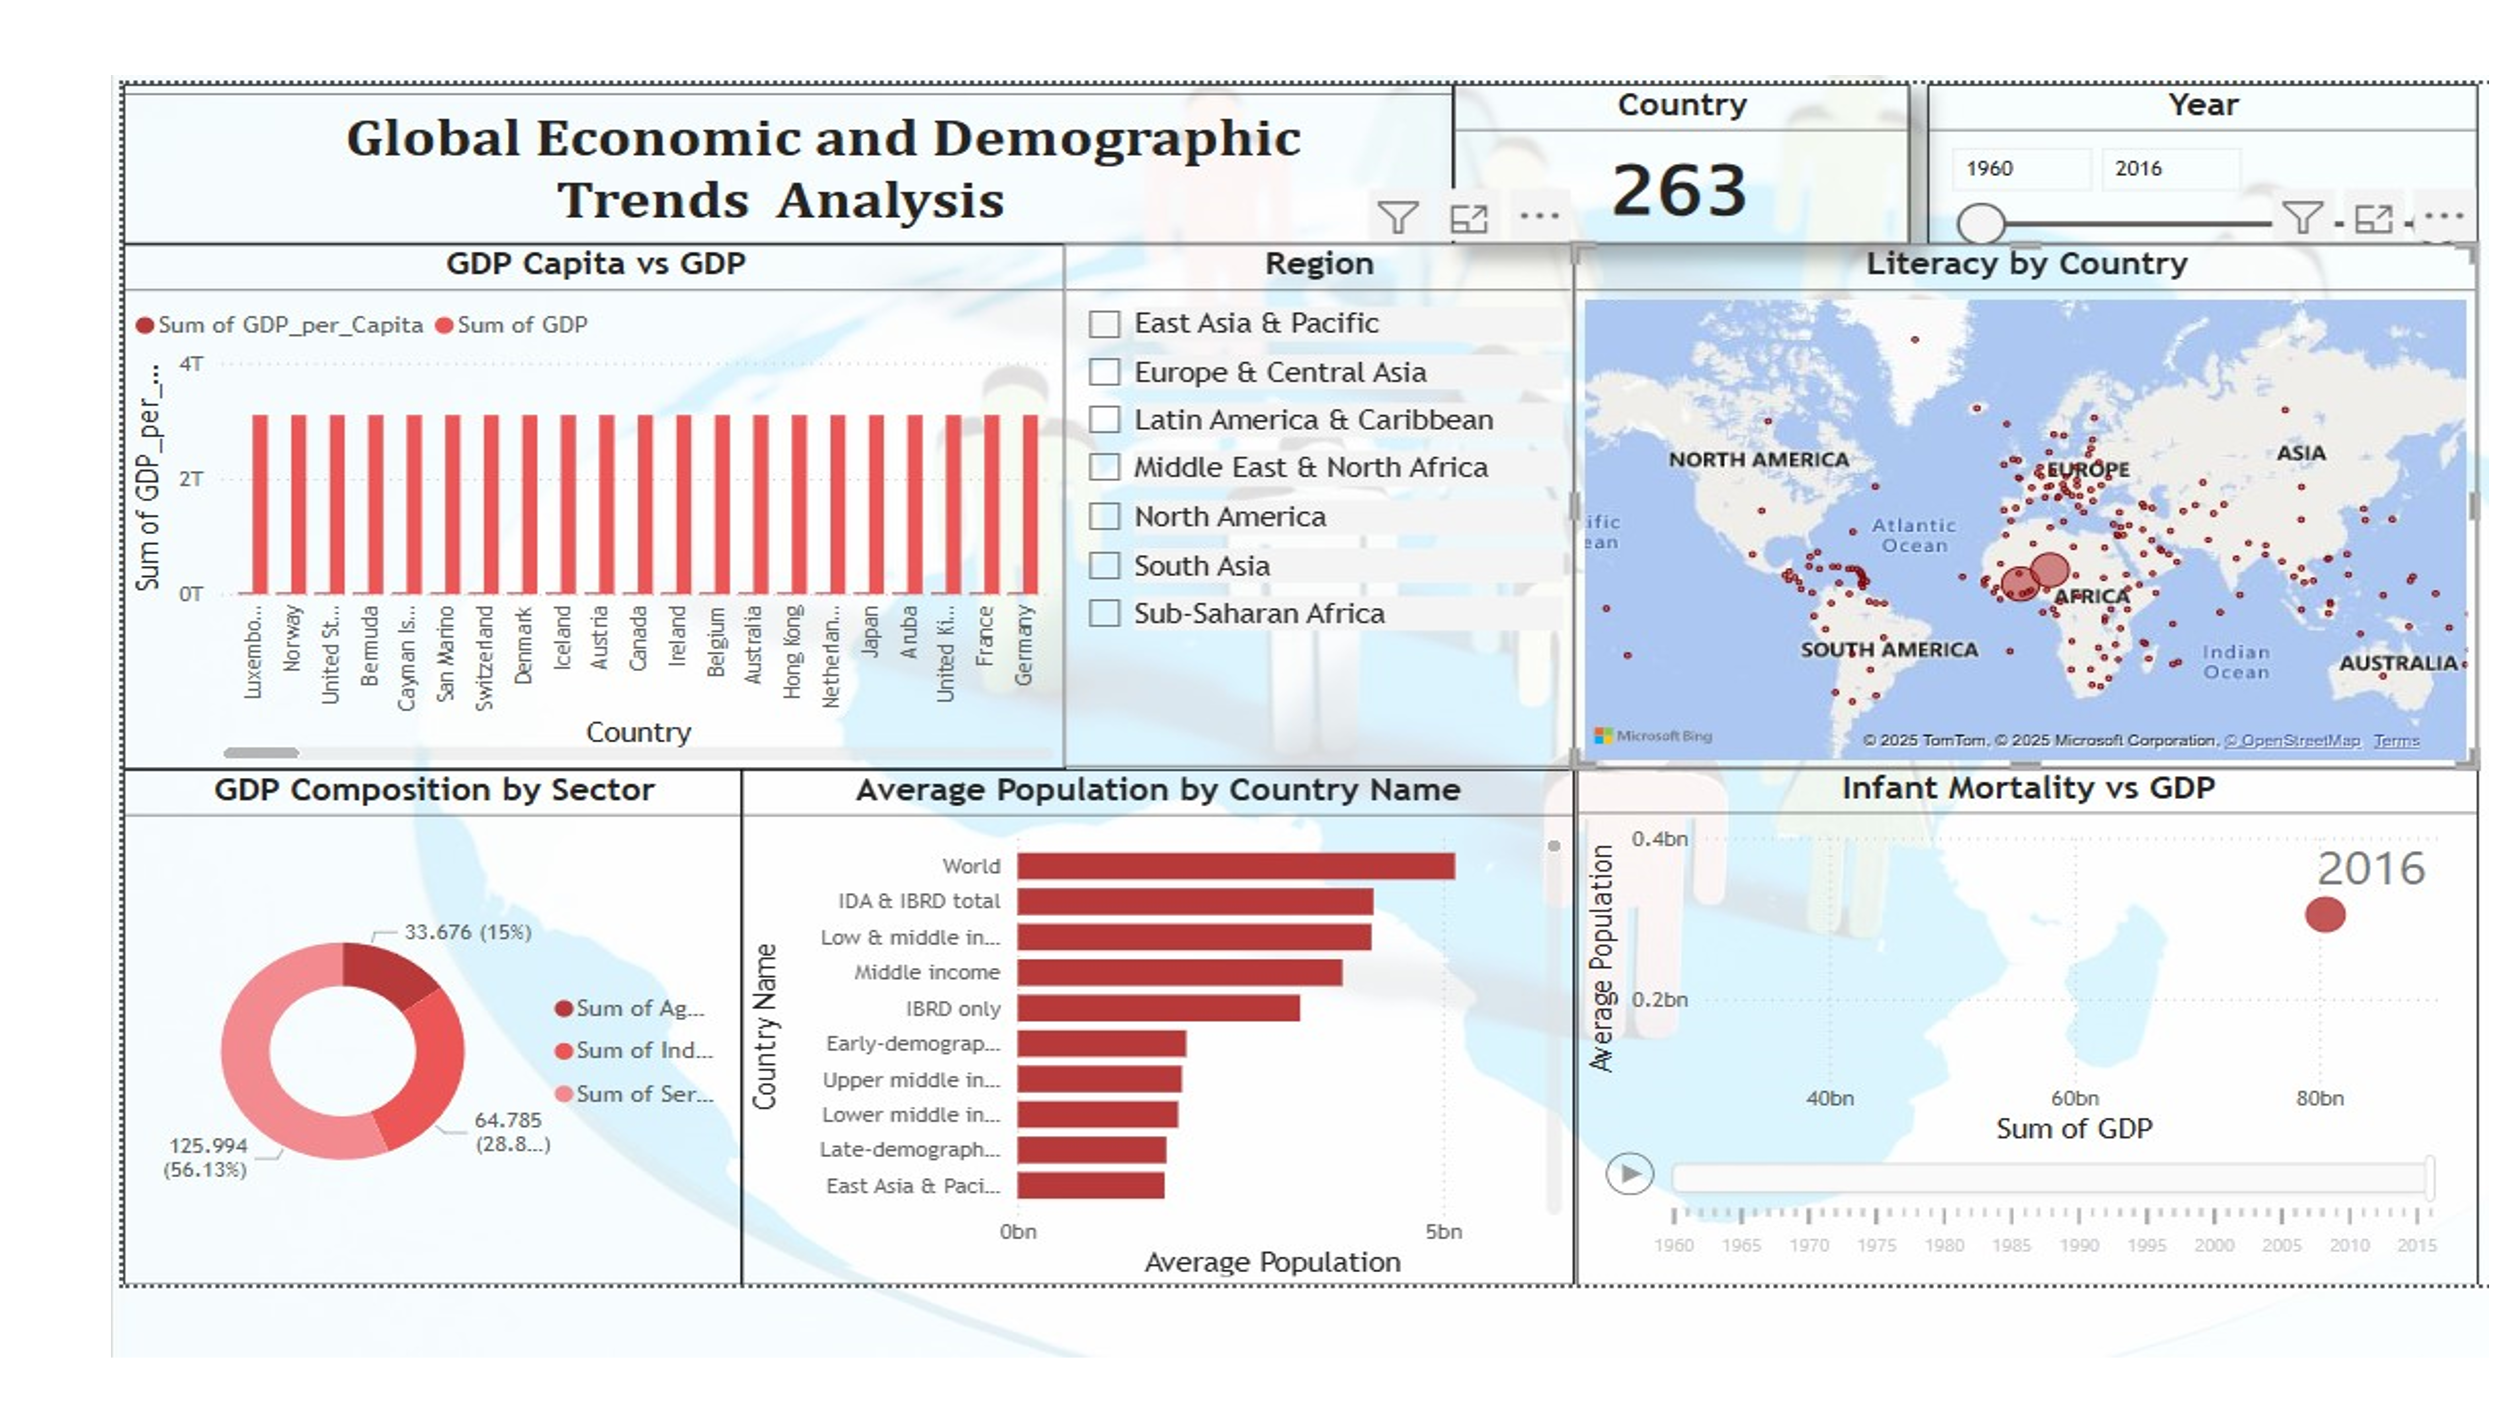 Global Economic and Demographic
Trends Analysis
Country
263
Year
1960
2016
GDP Capita vs GDP
Sum of GDP_per_Capita
Sum of GDP
Sum of GDP_per_...
4T
2T
0T
Luxembo...
Norway
United St...
Bermuda
Cayman Is...
San Marino
Switzerland
Denmark
Iceland
Austria
Canada
Ireland
Belgium
Australia
Hong Kong
Netherlan...
Japan
Aruba
United Ki...
France
Germany
Country
Region
East Asia & Pacific
Europe & Central Asia
Latin America & Caribbean
Middle East & North Africa
North America
South Asia
Sub-Saharan Africa
Literacy by Country
NORTH AMERICA
EUROPE
ASIA
ific
ean
Atlantic
Ocean
AFRICA
SOUTH AMERICA
Indian
Ocean
AUSTRALIA
Microsoft Bing
© 2025 TomTom, © 2025 Microsoft Corporation, © OpenStreetMap Terms
GDP Composition by Sector
33.676 (15%)
Sum of Ag...
Sum of Ind...
Sum of Ser...
64.785
(28.8...)
125.994
(56.13%)
Average Population by Country Name
Country Name
World
IDA & IBRD total
Low & middle in...
Middle income
IBRD only
Early-demograp...
Upper middle in...
Lower middle in...
Late-demograph...
East Asia & Paci...
0bn
5bn
Average Population
Infant Mortality vs GDP
Average Population
0.4bn
0.2bn
2016
40bn
60bn
80bn
Sum of GDP
1960
1965
1970
1975
1980
1985
1990
1995
2000
2005
2010
2015